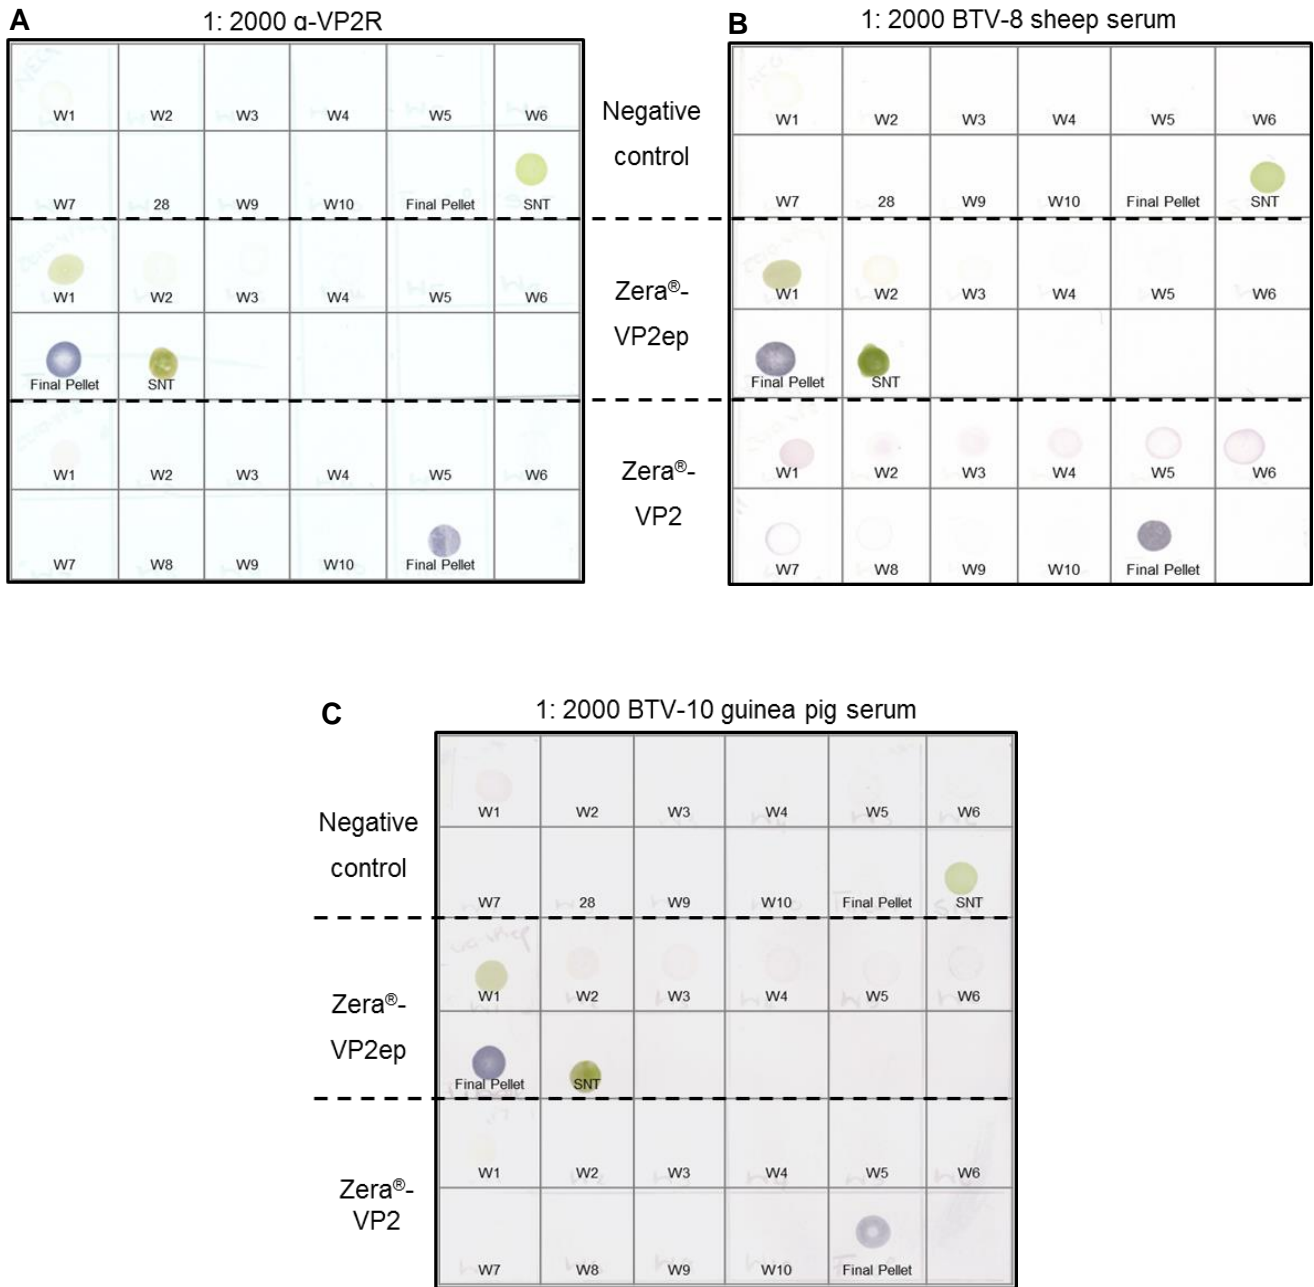 A
1: 2000 α-VP2R
B
1: 2000 BTV-8 sheep serum
W1 W2 W3 W4 W5 W6
W7 28 W9 W10 Final Pellet SNT
W1 W2 W3 W4 W5 W6
Final Pellet SNT
W1 W2 W3 W4 W5 W6
W7 W8 W9 W10 Final Pellet
Negative
control
Zera®-
VP2ep
Zera®-
VP2
W1 W2 W3 W4 W5 W6
W7 28 W9 W10 Final Pellet SNT
W1 W2 W3 W4 W5 W6
Final Pellet SNT
W1 W2 W3 W4 W5 W6
W7 W8 W9 W10 Final Pellet
C
1: 2000 BTV-10 guinea pig serum
Negative
control
Zera®-
VP2ep
Zera®-
VP2
W1 W2 W3 W4 W5 W6
W7 28 W9 W10 Final Pellet SNT
W1 W2 W3 W4 W5 W6
Final Pellet SNT
W1 W2 W3 W4 W5 W6
W7 W8 W9 W10 Final Pellet